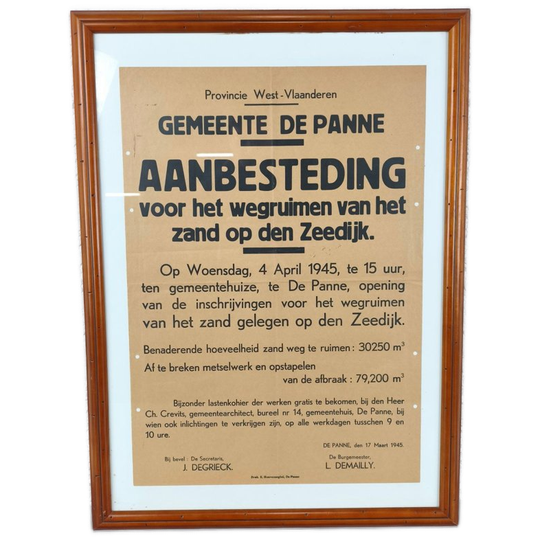 Provincie West-Vlaanderen
GEMEENTE DE PANNE
AANBESTEDING
voor het wegruimen van het
zand op den Zeedijk.
Op Woensdag, 4 April 1945, te 15 uur,
ten gemeentehuize, te De Panne, opening
van de inschrijvingen voor het wegruimen
van het zand gelegen op den Zeedijk.
Benaderende hoeveelheid zand weg te ruimen : 30250 m³
Af te breken metselwerk en opstapelen
van de afbraak : 79,200 m³
Bijzonder lastenkohier der werken gratis te bekomen, bij den Heer
Ch. Crevits, gemeentearchitect, bureel nr 14, gemeentehuis, De Panne, bij
wien ook inlichtingen te verkrijgen zijn, op alle werkdagen tusschen 9 en
10 ure.
DE PANNE, den 17 Maart 1945.
Bij bevel : De Secretaris, De Burgemeester,
J. DEGRIECK. L. DEMAILLY.